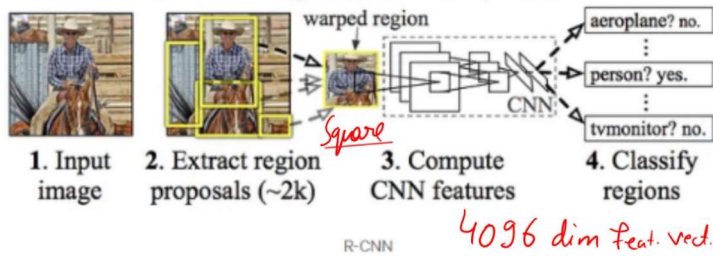 warped region
aeroplane? no.
person? yes.
CNN
tvmonitor? no.
Square
1. Input
image
2. Extract region
proposals (~2k)
3. Compute
CNN features
4. Classify
regions
4096 dim feat. vect.
R-CNN